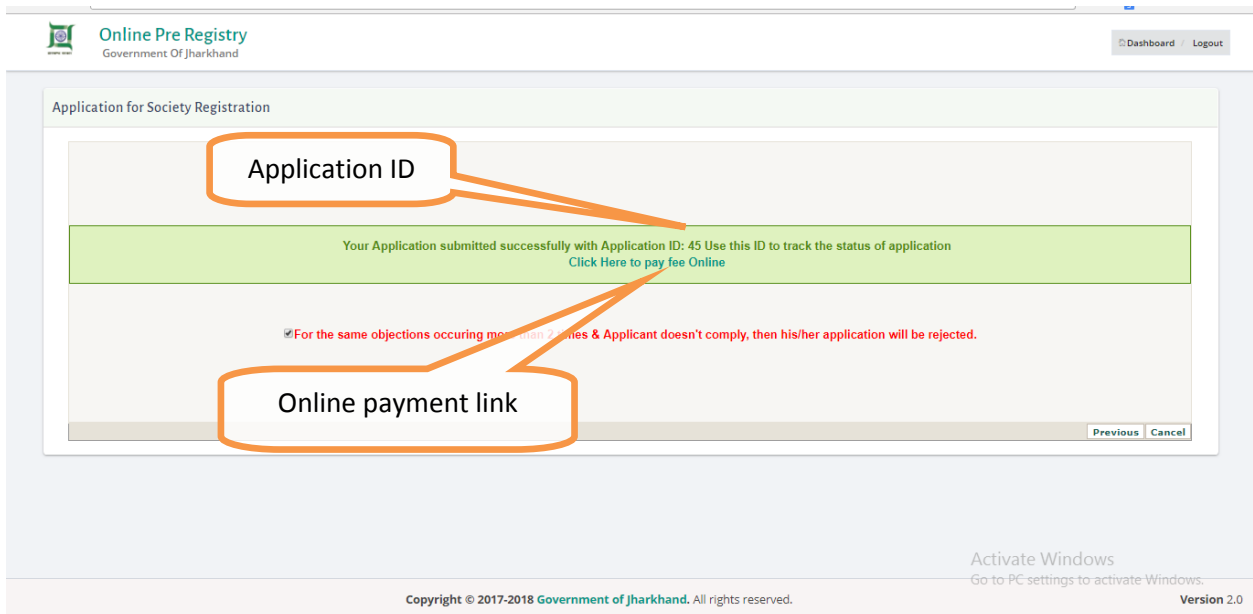 Online Pre Registry
Government Of Jharkhand
Dashboard / Logout
Application for Society Registration
Application ID
Your Application submitted successfully with Application ID: 45 Use this ID to track the status of application
Click Here to pay fee Online
For the same objections occuring more than 2 times & Applicant doesn't comply, then his/her application will be rejected.
Online payment link
Previous Cancel
Activate Windows
Go to PC settings to activate Windows.
Copyright © 2017-2018 Government of Jharkhand. All rights reserved.
Version 2.0